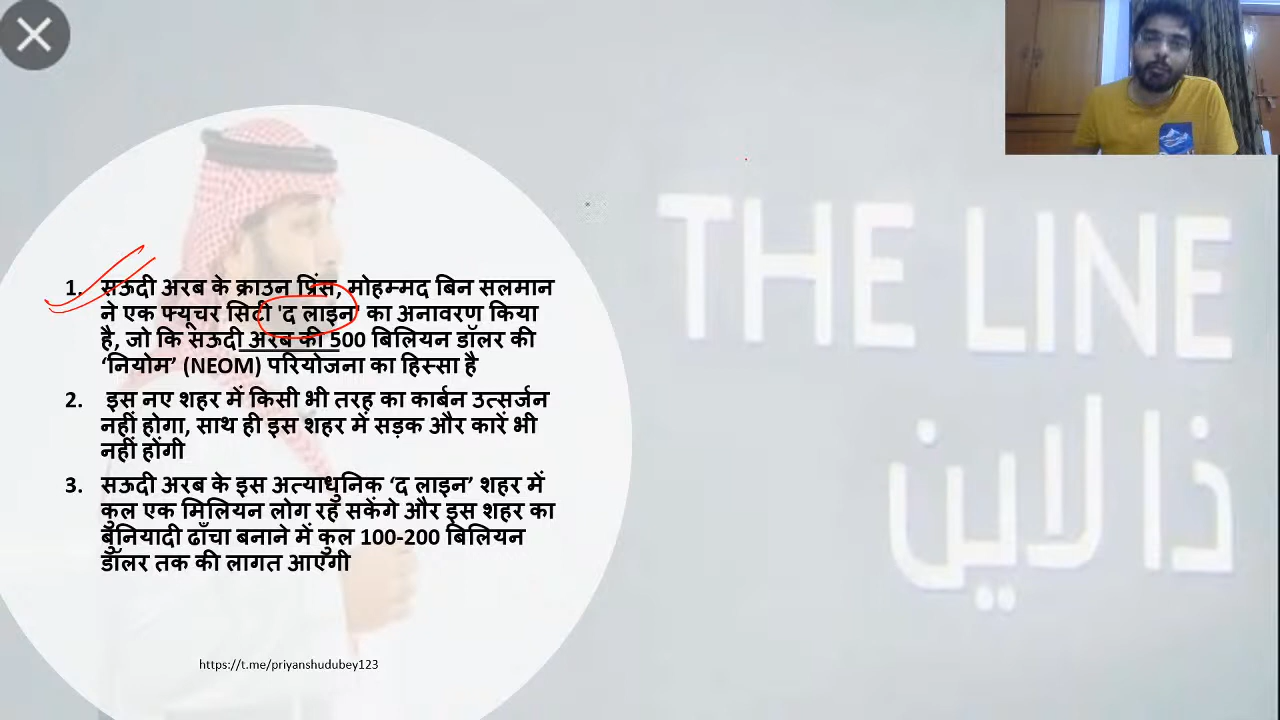 THE LINE
ذا لاين
1. सऊदी अरब के क्राउन प्रिंस, मोहम्मद बिन सलमान
ने एक फ्यूचर सिटी 'द लाइन' का अनावरण किया
है, जो कि सऊदी अरब की 500 बिलियन डॉलर की
‘नियोम’ (NEOM) परियोजना का हिस्सा है
2. इस नए शहर में किसी भी तरह का कार्बन उत्सर्जन
नहीं होगा, साथ ही इस शहर में सड़क और कारें भी
नहीं होंगी
3. सऊदी अरब के इस अत्याधुनिक ‘द लाइन’ शहर में
कुल एक मिलियन लोग रह सकेंगे और इस शहर का
बुनियादी ढाँचा बनाने में कुल 100-200 बिलियन
डॉलर तक की लागत आएगी
https://t.me/priyanshudubey123